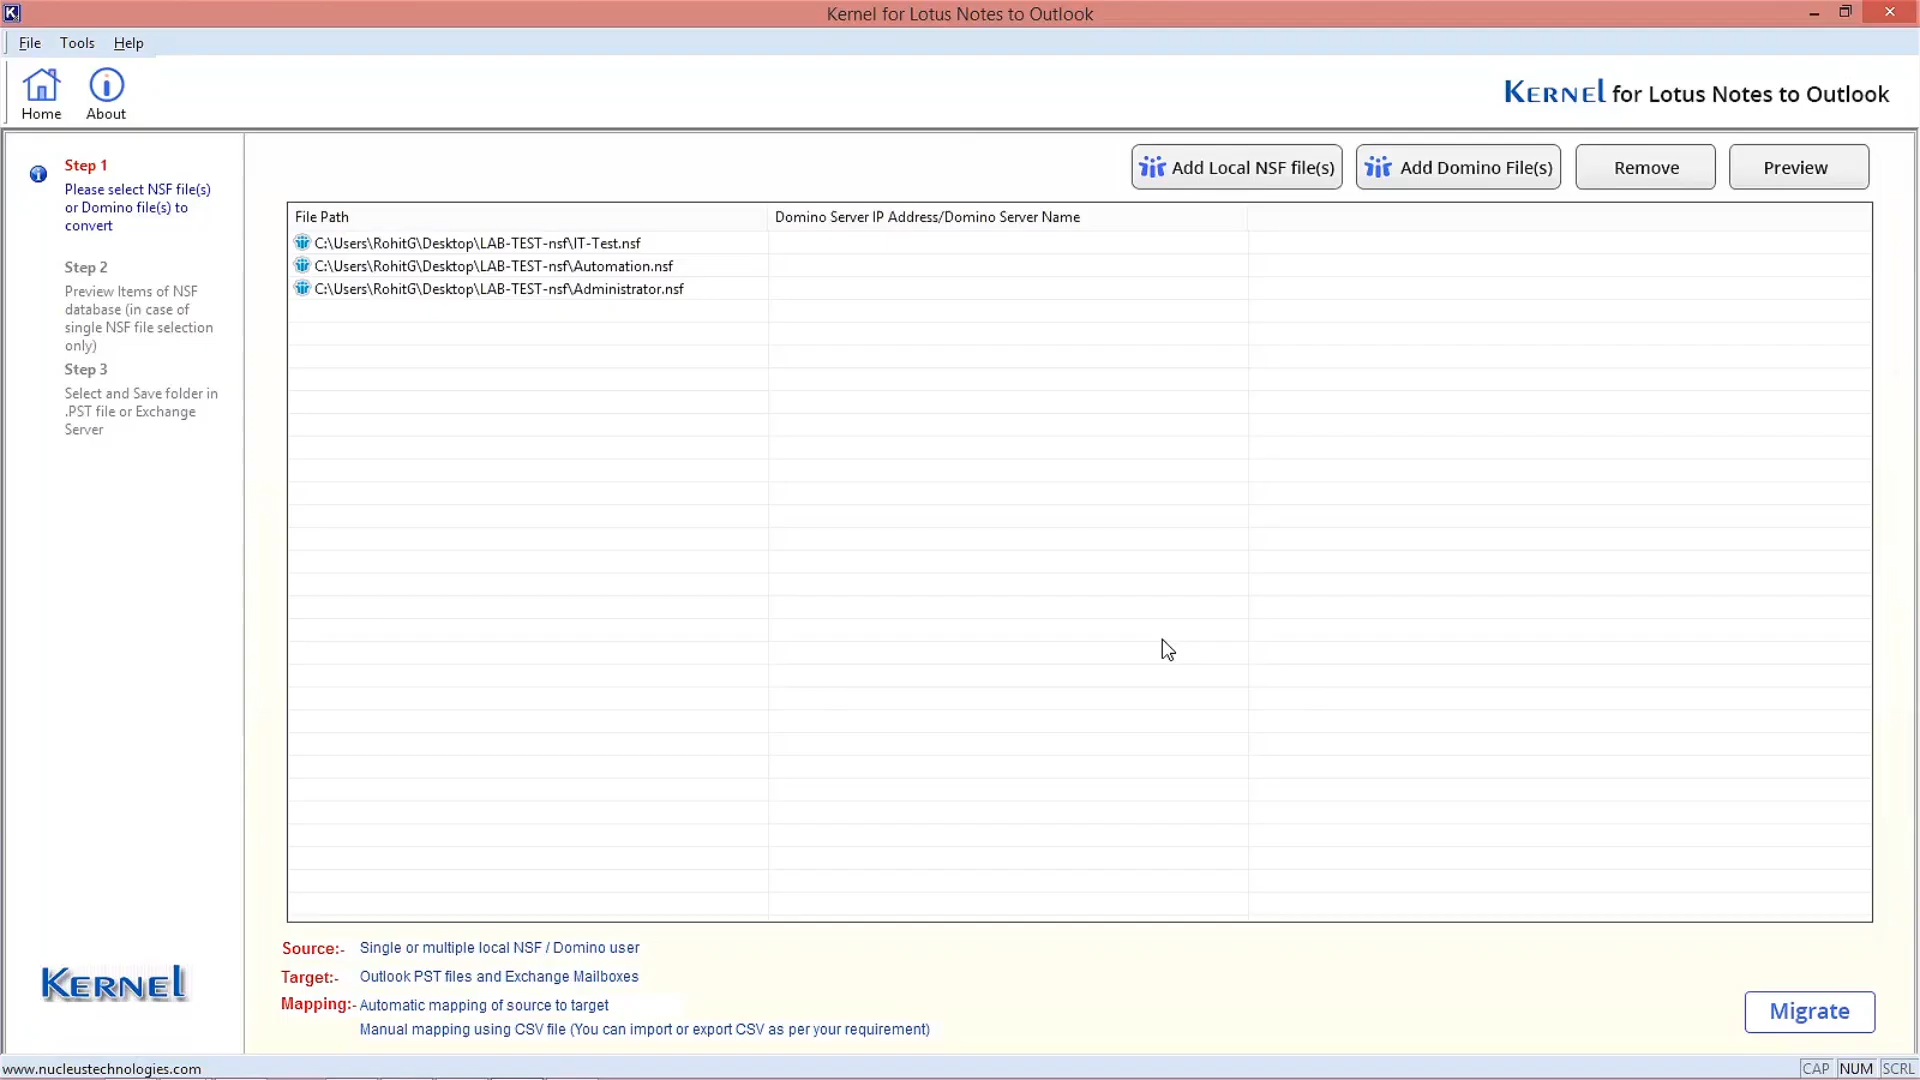 Kernel for Lotus Notes to Outlook
File Tools Help
Home About
KERNEL for Lotus Notes to Outlook
Step 1
Please select NSF file(s)
or Domino file(s) to
convert
Step 2
Preview Items of NSF
database (in case of
single NSF file selection
only)
Step 3
Select and Save folder in
.PST file or Exchange
Server
KERNEL
Add Local NSF file(s) Add Domino File(s) Remove Preview
File Path Domino Server IP Address/Domino Server Name
C:\Users\RohitG\Desktop\LAB-TEST-nsf\IT-Test.nsf
C:\Users\RohitG\Desktop\LAB-TEST-nsf\Automation.nsf
C:\Users\RohitG\Desktop\LAB-TEST-nsf\Administrator.nsf
Source:- Single or multiple local NSF / Domino user
Target:- Outlook PST files and Exchange Mailboxes
Mapping:- Automatic mapping of source to target
Manual mapping using CSV file (You can import or export CSV as per your requirement)
Migrate
www.nucleustechnologies.com CAP NUM SCRL